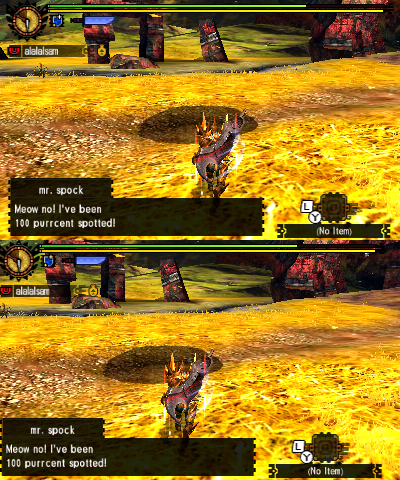 alalalsam
mr. spock
Meow no! I've been
100 purrcent spotted!
L
Y
(No Item)
alalalsam
mr. spock
Meow no! I've been
100 purrcent spotted!
L
Y
(No Item)